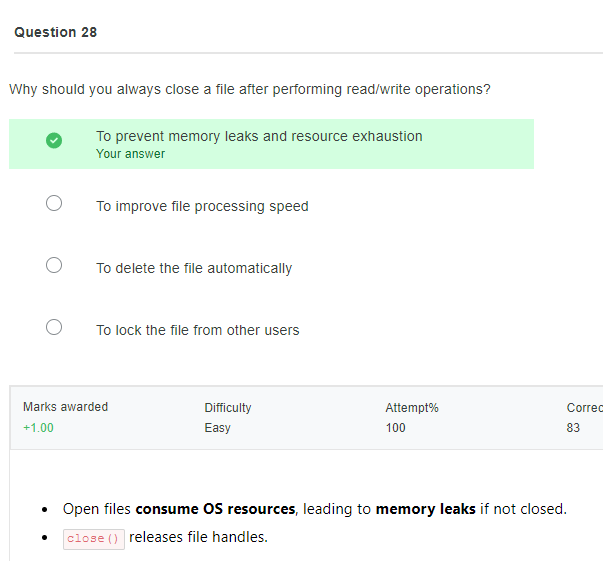 Question 28
Why should you always close a file after performing read/write operations?
To prevent memory leaks and resource exhaustion
Your answer
To improve file processing speed
To delete the file automatically
To lock the file from other users
Marks awarded Difficulty Attempt% Correc
+1.00 Easy 100 83
• Open files consume OS resources, leading to memory leaks if not closed.
• close() releases file handles.